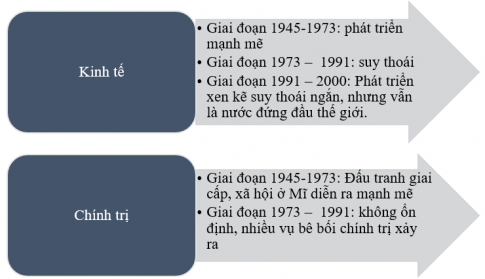 Kinh tế
• Giai đoạn 1945-1973: phát triển
mạnh mẽ
• Giai đoạn 1973 – 1991: suy thoái
• Giai đoạn 1991 – 2000: Phát triển
xen kẽ suy thoái ngắn, nhưng vẫn
là nước đứng đầu thế giới.
Chính trị
• Giai đoạn 1945-1973: Đấu tranh giai
cấp, xã hội ở Mĩ diễn ra mạnh mẽ
• Giai đoạn 1973 – 1991: không ổn
định, nhiều vụ bê bối chính trị xảy
ra